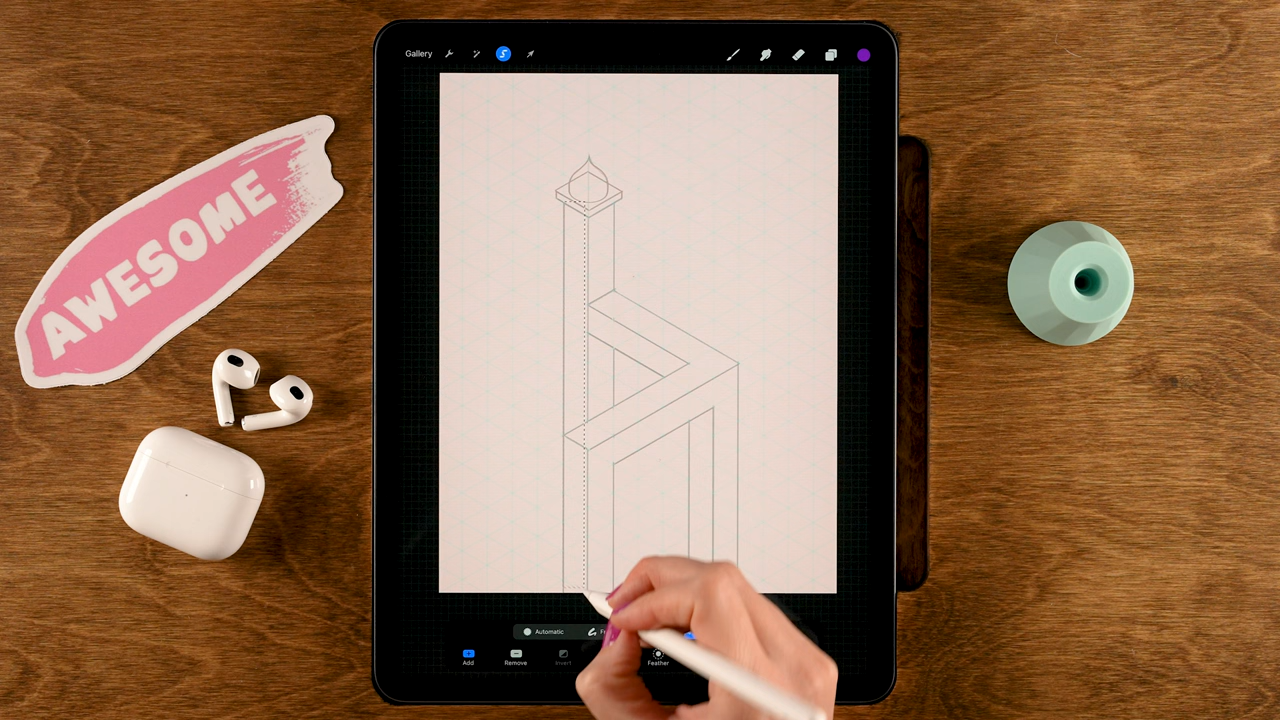 Gallery
AWESOME
Automatic
Add
Remove
Invert
Feather